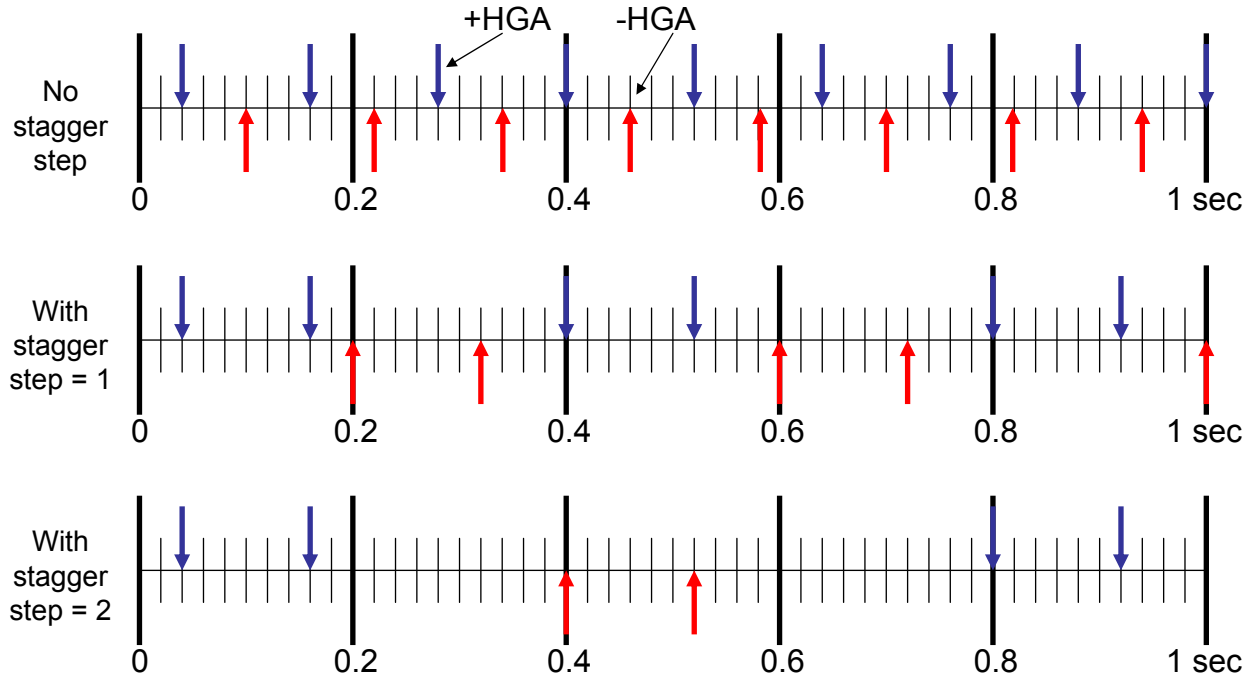 +HGA -HGA
No
stagger
step
0 0.2 0.4 0.6 0.8 1 sec
With
stagger
step = 1
0 0.2 0.4 0.6 0.8 1 sec
With
stagger
step = 2
0 0.2 0.4 0.6 0.8 1 sec